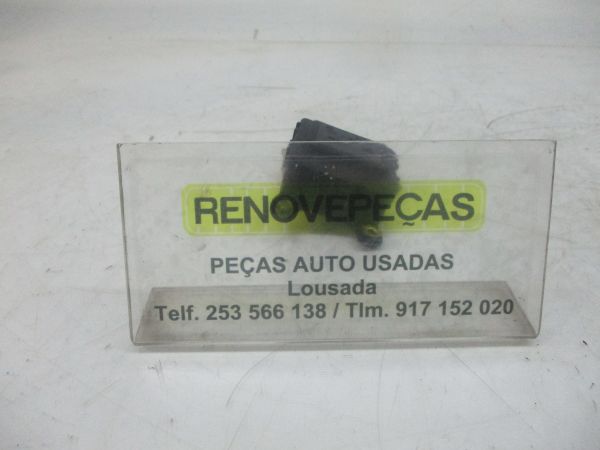 RENOVEPEÇAS
PEÇAS AUTO USADAS
Lousada
Telf. 253 566 138 / Tlm. 917 152 020